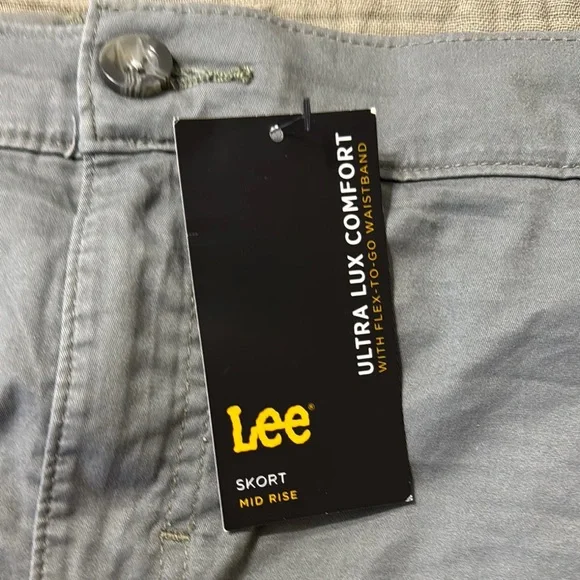 ULTRA LUX COMFORT
WITH FLEX-TO-GO WAISTBAND
Lee®
SKORT
MID RISE